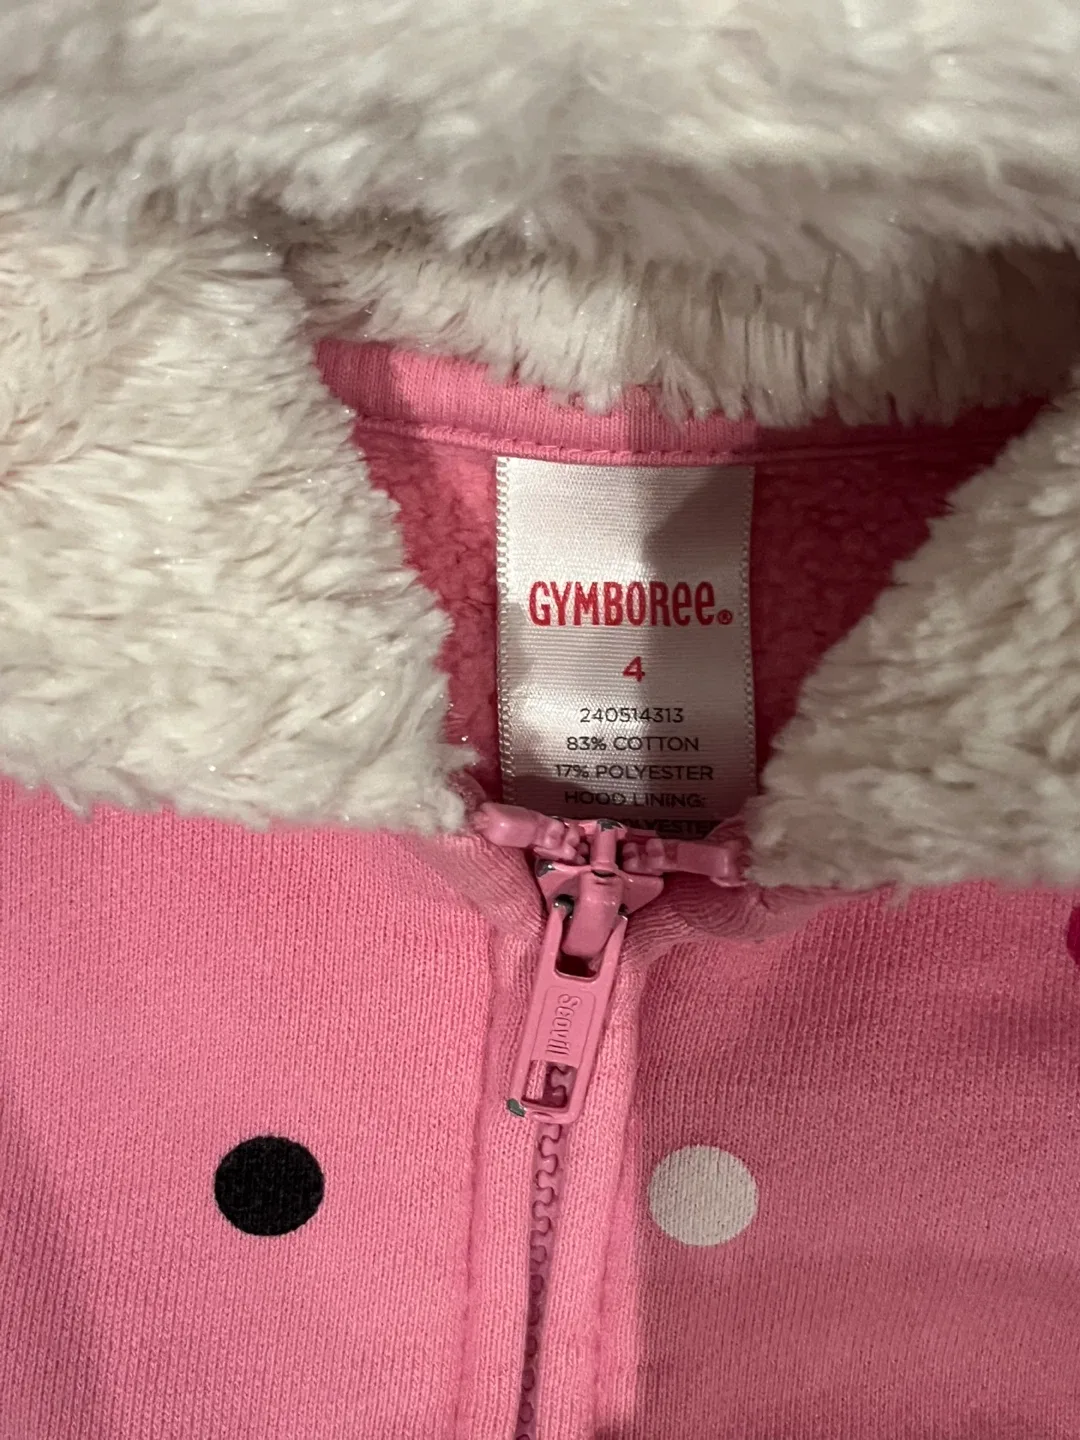 GYMBOREE®
4
240514313
83% COTTON
17% POLYESTER
HOOD LINING:
Scovill